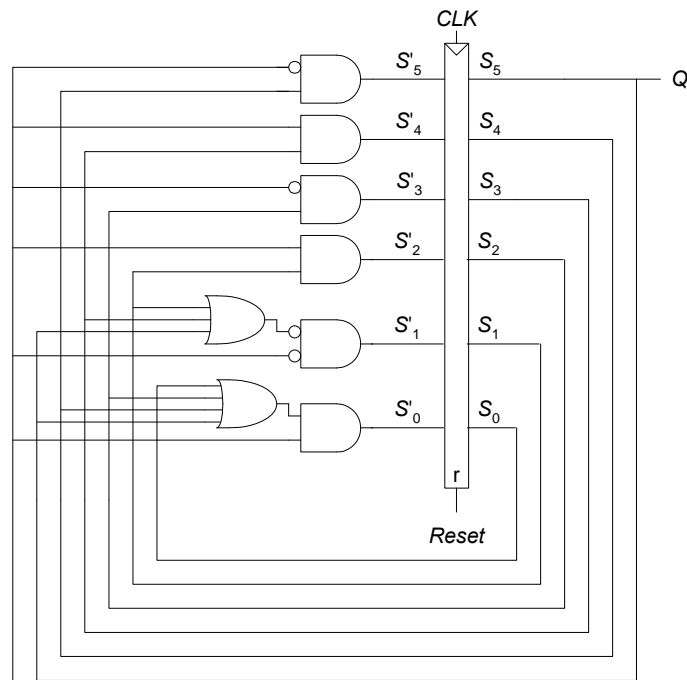 CLK
S'5 S5
Q
S'4 S4
S'3 S3
S'2 S2
S'1 S1
S'0 S0
r
Reset